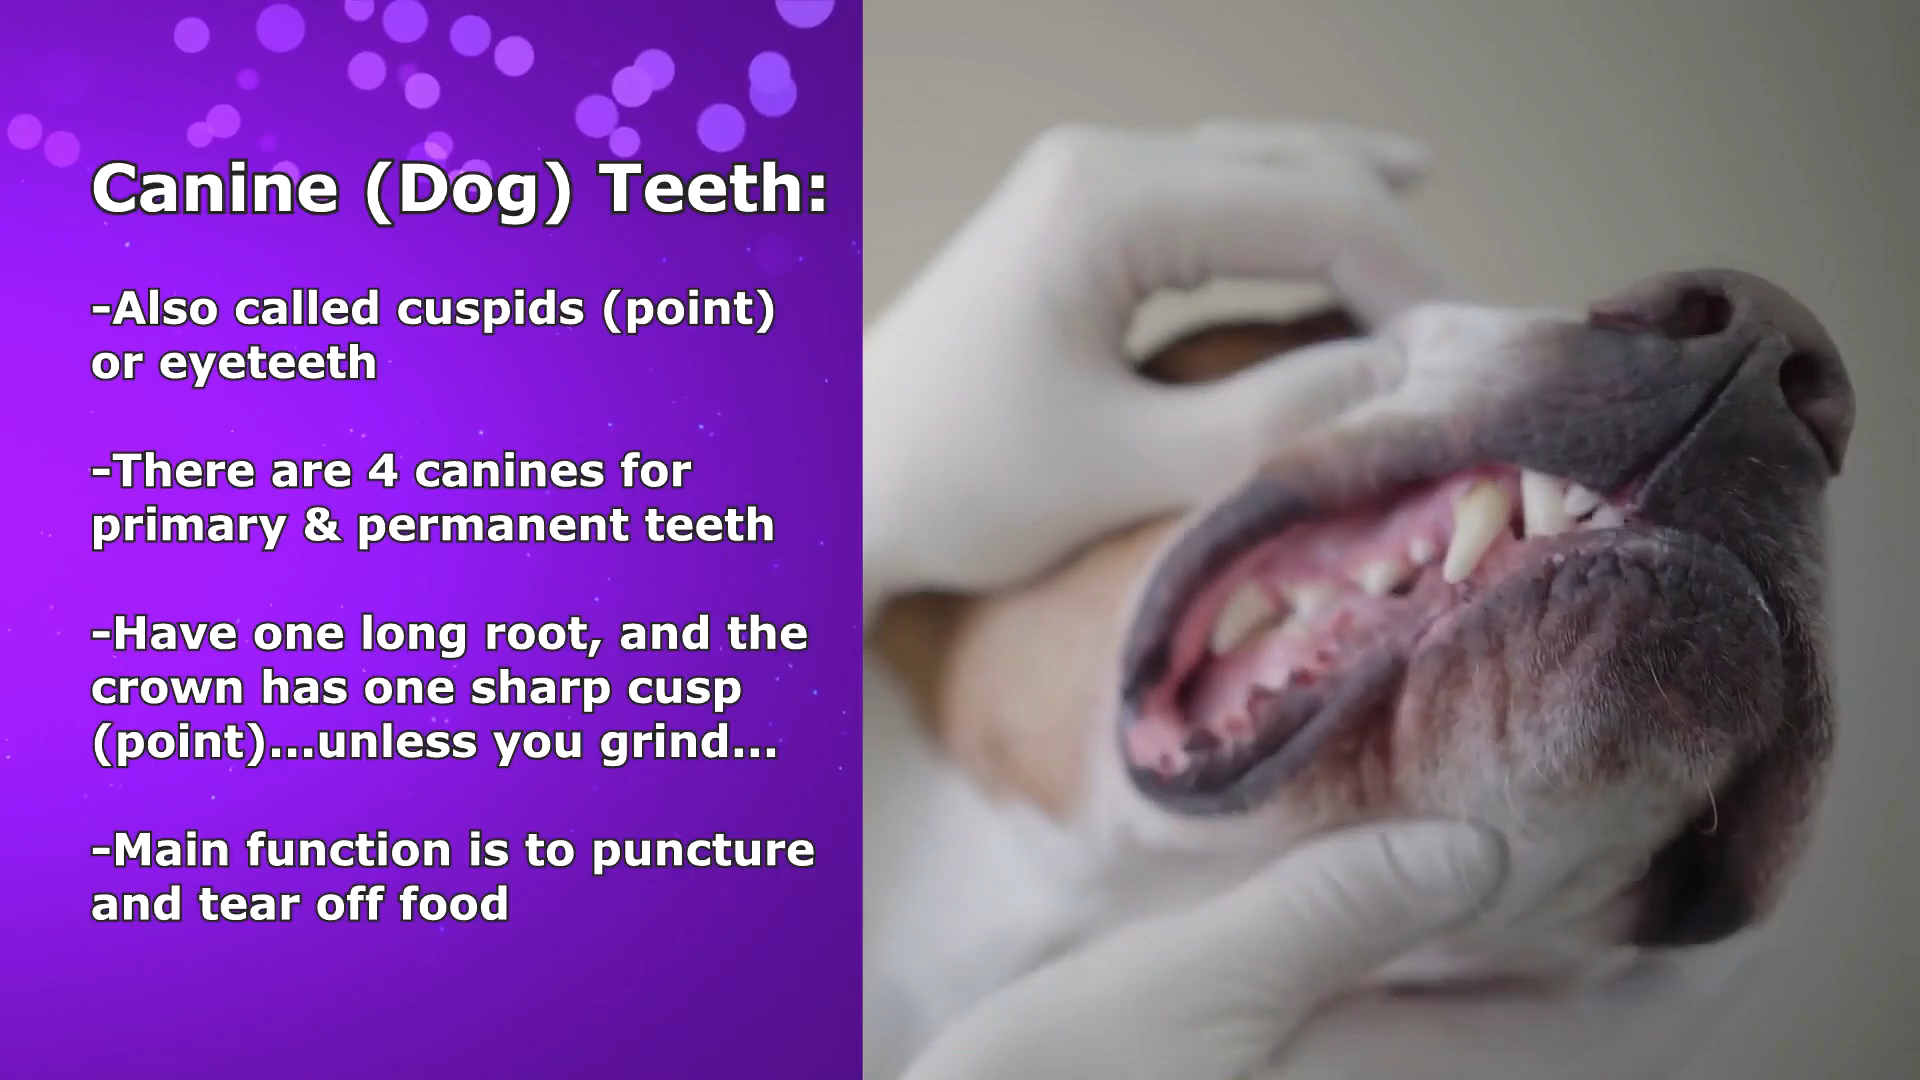 Canine (Dog) Teeth:
-Also called cuspids (point)
or eyeteeth
-There are 4 canines for
primary & permanent teeth
-Have one long root, and the
crown has one sharp cusp
(point)...unless you grind...
-Main function is to puncture
and tear off food